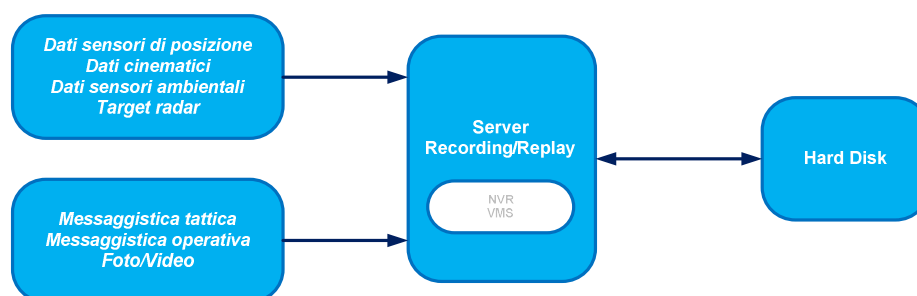 Dati sensori di posizione
Dati cinematici
Dati sensori ambientali
Target radar
Messaggistica tattica
Messaggistica operativa
Foto/Video
Server
Recording/Replay
NVR
VMS
Hard Disk